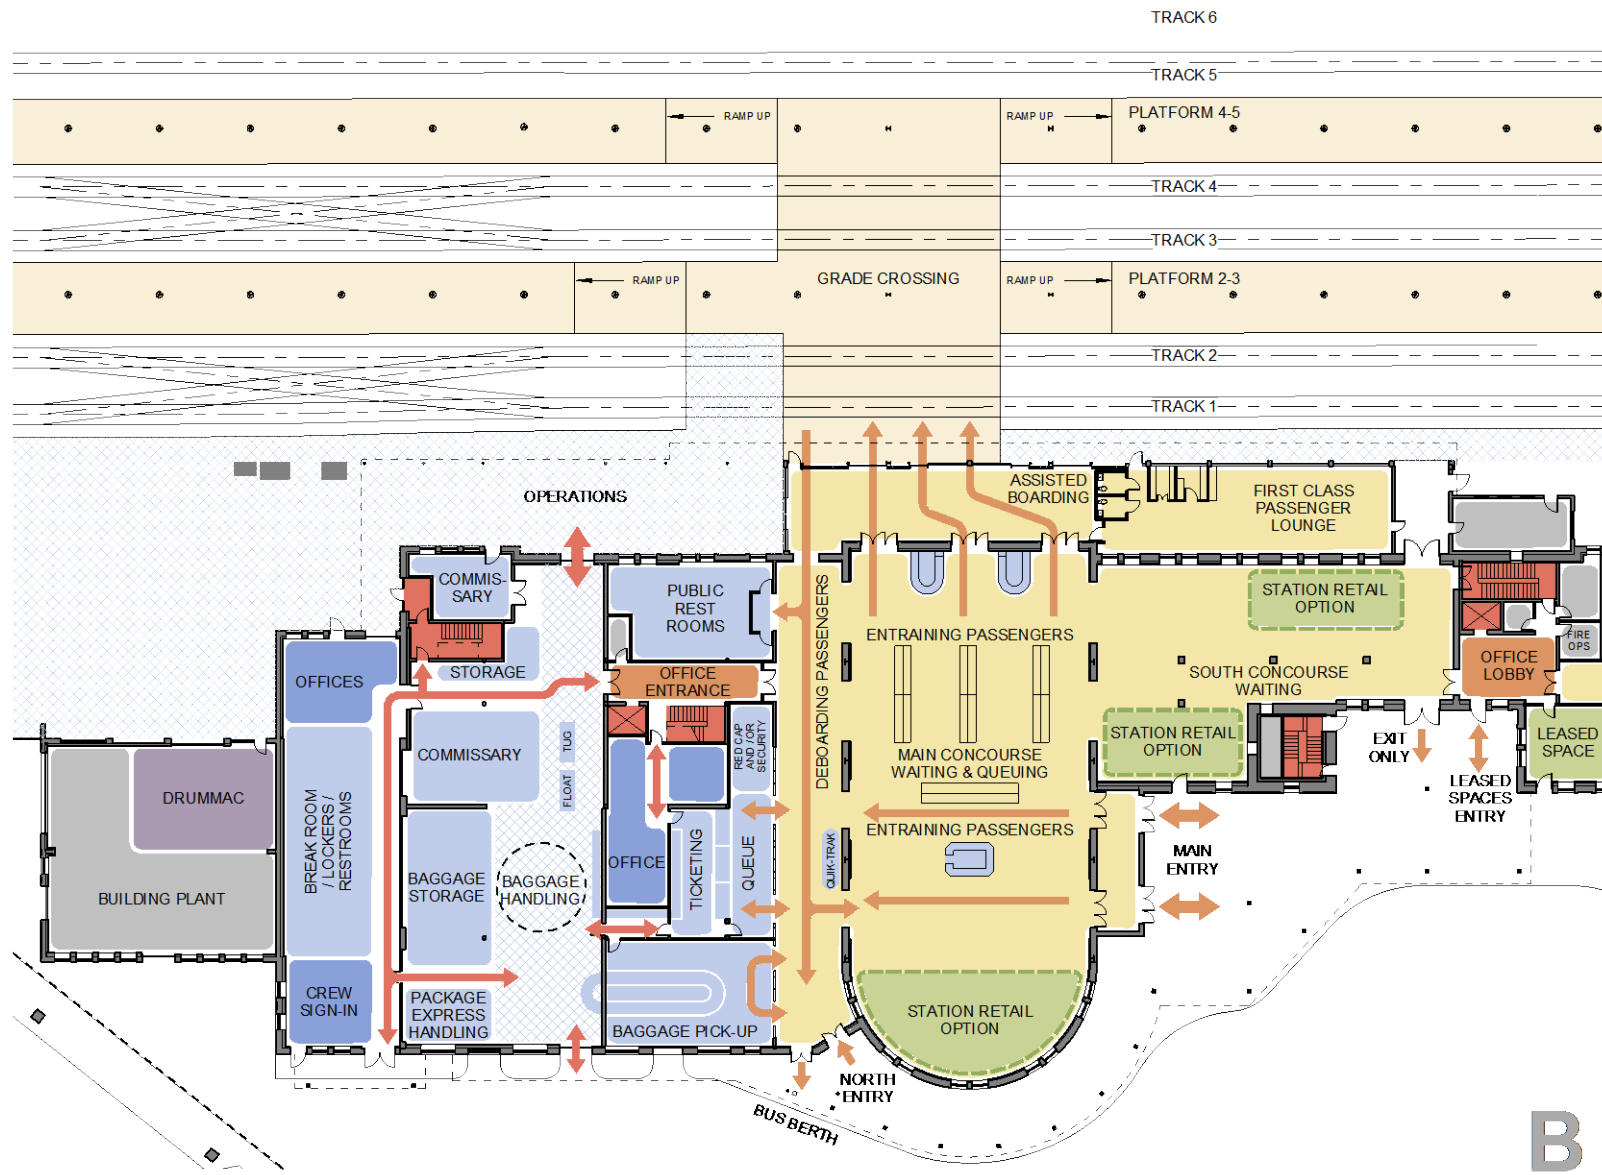 TRACK 6
TRACK 5
RAMP UP
RAMP UP
PLATFORM 4-5
TRACK 4
TRACK 3
RAMP UP
GRADE CROSSING
RAMP UP
PLATFORM 2-3
TRACK 2
TRACK 1
OPERATIONS
ASSISTED
BOARDING
FIRST CLASS
PASSENGER
LOUNGE
COMMIS-
SARY
PUBLIC
REST
ROOMS
DEBOARDING PASSENGERS
STATION RETAIL
OPTION
ENTRAINING PASSENGERS
FIRE
OPS
OFFICES
STORAGE
OFFICE
ENTRANCE
SOUTH CONCOURSE
WAITING
OFFICE
LOBBY
COMMISSARY
TUG
FLOAT
RED CAP
AND /OR
SECURITY
MAIN CONCOURSE
WAITING & QUEUING
STATION RETAIL
OPTION
EXIT
ONLY
LEASED
SPACE
LEASED
SPACES
ENTRY
DRUMMAC
BREAK ROOM
/ LOCKERS /
RESTROOMS
ENTRAINING PASSENGERS
MAIN
ENTRY
BUILDING PLANT
BAGGAGE
STORAGE
BAGGAGE
HANDLING
OFFICE
TICKETING
QUEUE
QUIK-TRAK
CREW
SIGN-IN
PACKAGE
EXPRESS
HANDLING
BAGGAGE PICK-UP
STATION RETAIL
OPTION
NORTH
ENTRY
BUS BERTH
B